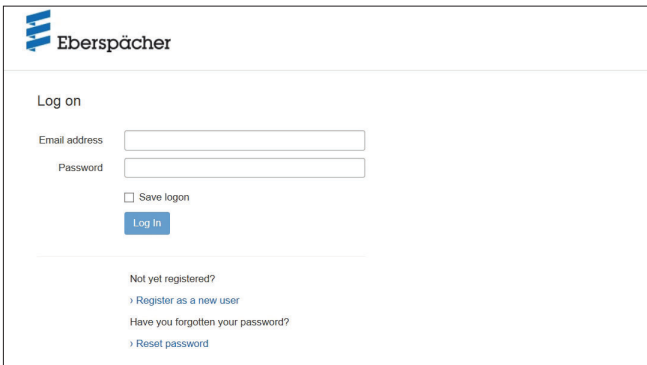 Eberspächer
Log on
Email address
Password
Save logon
Log In
Not yet registered?
› Register as a new user
Have you forgotten your password?
› Reset password